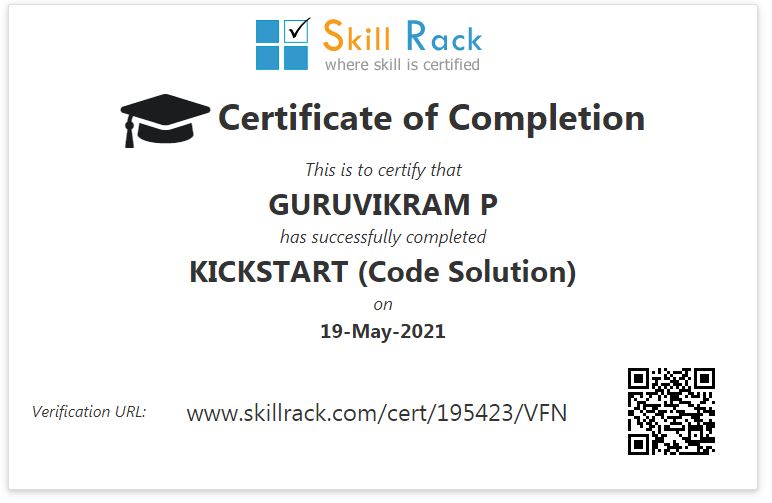 Skill Rack
where skill is certified
Certificate of Completion
This is to certify that
GURUVIKRAM P
has successfully completed
KICKSTART (Code Solution)
on
19-May-2021
Verification URL: www.skillrack.com/cert/195423/VFN